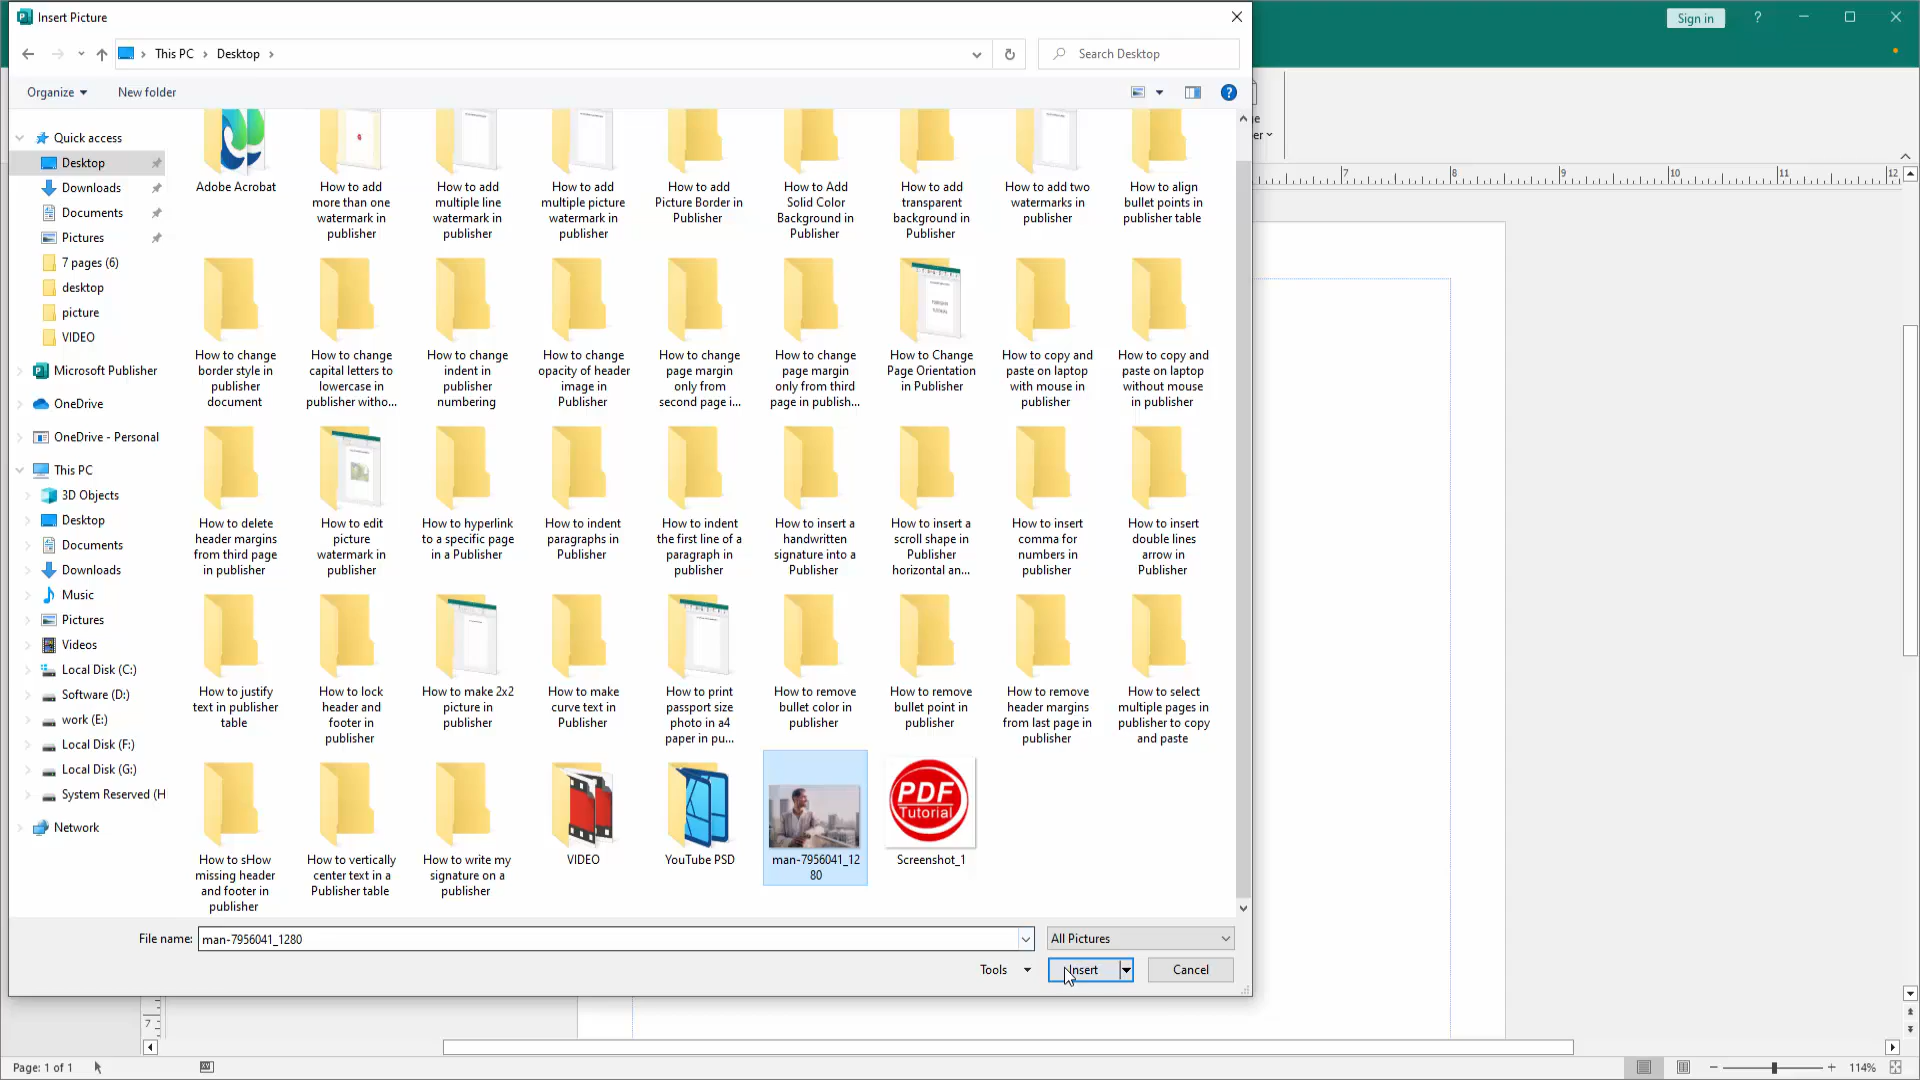 Insert Picture
Sign in
?
This PC
Desktop
Search Desktop
Organize
New folder
Quick access
Desktop
Downloads
Documents
Pictures
7 pages (6)
desktop
picture
VIDEO
Microsoft Publisher
OneDrive
OneDrive - Personal
This PC
3D Objects
Desktop
Documents
Downloads
Music
Pictures
Videos
Local Disk (C:)
Software (D:)
work (E:)
Local Disk (F:)
Local Disk (G:)
System Reserved (H
Network
Adobe Acrobat
How to add
more than one
watermark in
publisher
How to add
multiple line
watermark in
publisher
How to add
multiple picture
watermark in
publisher
How to add
Picture Border in
Publisher
How to Add
Solid Color
Background in
Publisher
How to add
transparent
background in
Publisher
How to add two
watermarks in
publisher
How to align
bullet points in
publisher table
How to change
border style in
publisher
document
How to change
capital letters to
lowercase in
publisher witho...
How to change
indent in
publisher
numbering
How to change
opacity of header
image in
Publisher
How to change
page margin
only from
second page i...
How to change
page margin
only from third
page in publish...
How to Change
Page Orientation
in Publisher
How to copy and
paste on laptop
with mouse in
publisher
How to copy and
paste on laptop
without mouse
in publisher
How to delete
header margins
from third page
in publisher
How to edit
picture
watermark in
publisher
How to hyperlink
to a specific page
in a Publisher
How to indent
paragraphs in
Publisher
How to indent
the first line of a
paragraph in
publisher
How to insert a
handwritten
signature into a
Publisher
How to insert a
scroll shape in
Publisher
horizontal an...
How to insert
comma for
numbers in
publisher
How to insert
double lines
arrow in
Publisher
How to justify
text in publisher
table
How to lock
header and
footer in
publisher
How to make 2x2
picture in
publisher
How to make
curve text in
Publisher
How to print
passport size
photo in a4
paper in pu...
How to remove
bullet color in
publisher
How to remove
bullet point in
publisher
How to remove
header margins
from last page in
publisher
How to select
multiple pages in
publisher to copy
and paste
How to sHow
missing header
and footer in
publisher
How to vertically
center text in a
Publisher table
How to write my
signature on a
publisher
VIDEO
YouTube PSD
man-7956041_12
80
PDF
Tutorial
Screenshot_1
File name:
man-7956041_1280
All Pictures
Tools
Insert
Cancel
7
8
9
10
11
12
7
Page: 1 of 1
114%